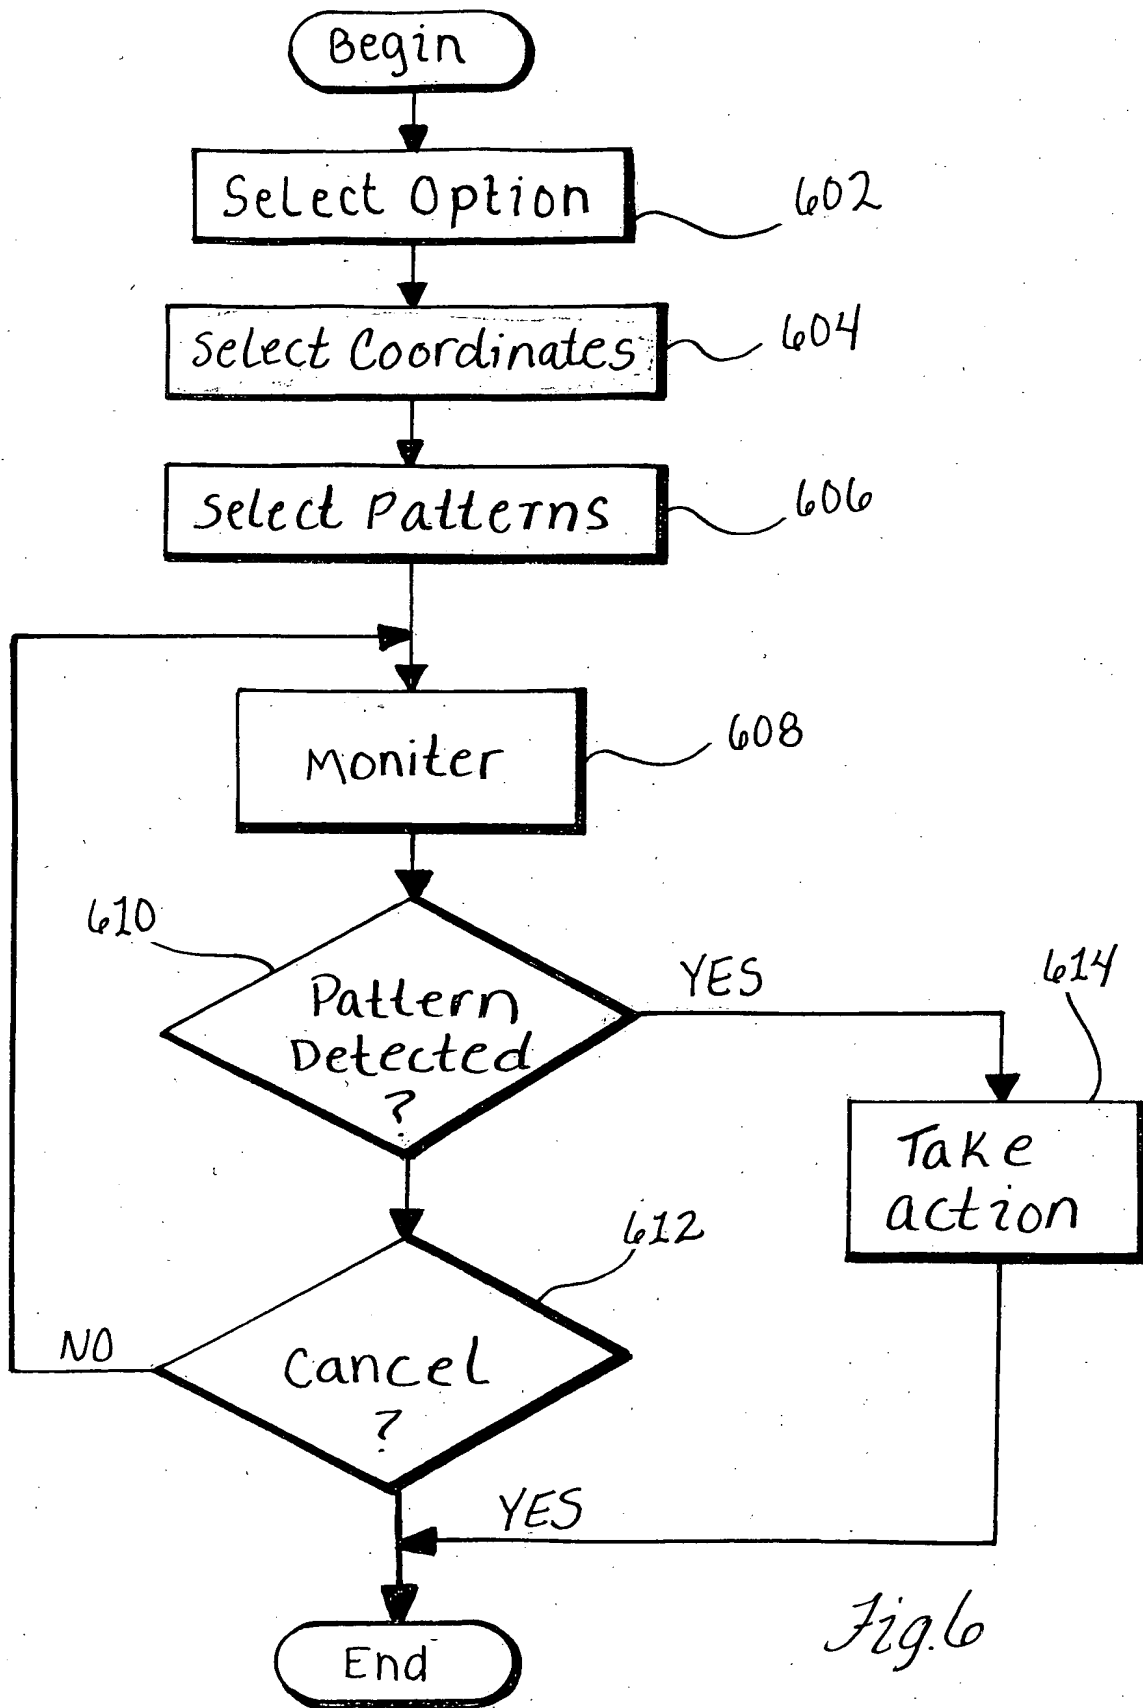 Begin
Select Option
602
Select Coordinates
604
Select Patterns
606
Moniter
608
610
Pattern
Detected
?
YES
614
Take
action
612
Cancel
?
NO
YES
End
Fig.6